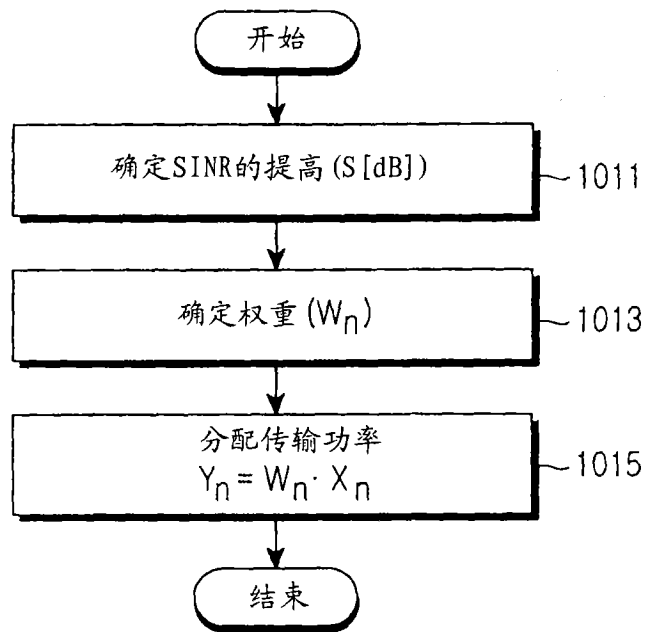 开始
确定SINR的提高(S[dB])
1011
确定权重(Wn)
1013
分配传输功率
Yn = Wn · Xn
1015
结束